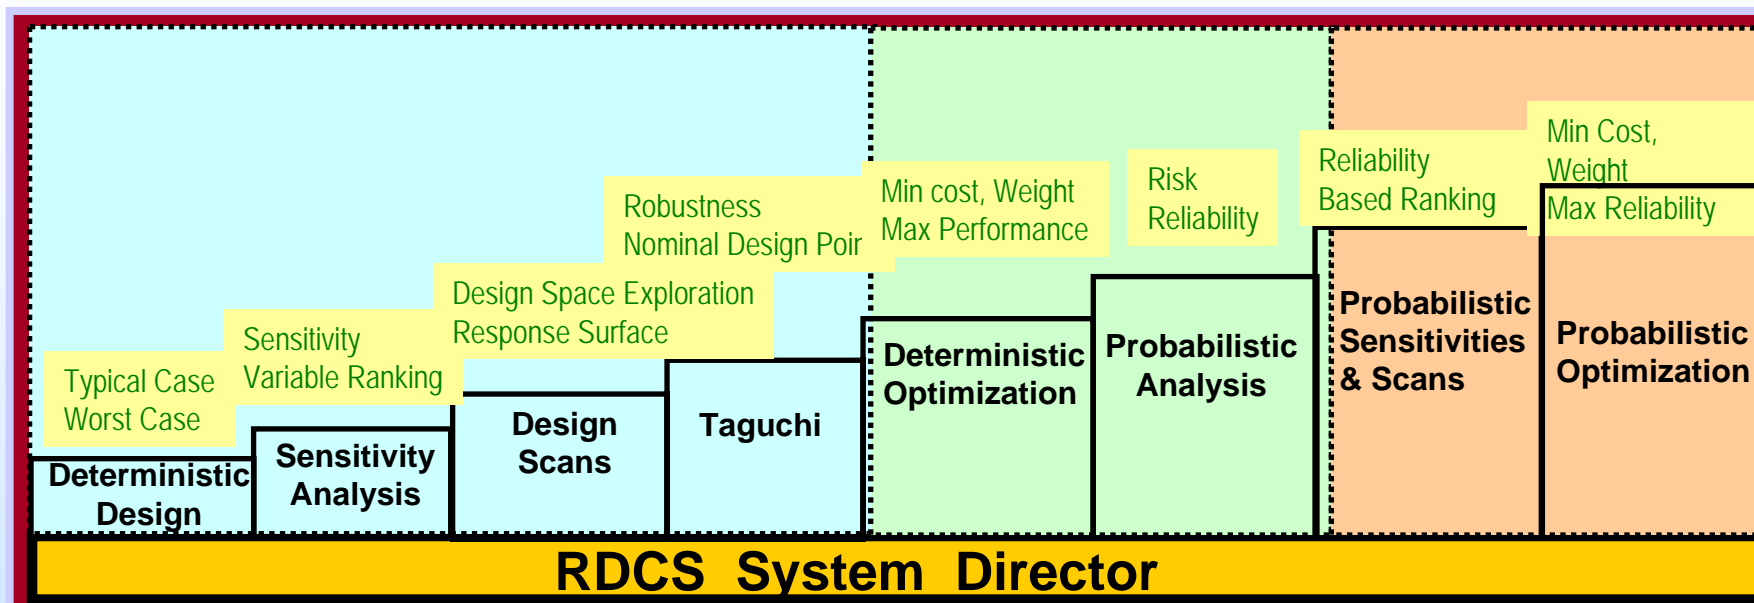 Typical Case
Worst Case
Deterministic
Design
Sensitivity
Variable Ranking
Sensitivity
Analysis
Design Space Exploration
Response Surface
Design
Scans
Robustness
Nominal Design
Taguchi
Min cost, Weight
Max Performance
Deterministic
Optimization
Risk
Reliability
Probabilistic
Analysis
Reliability
Based Ranking
Probabilistic
Sensitivities
& Scans
Min Cost,
Weight
Max Reliability
Probabilistic
Optimization
RDCS System Director